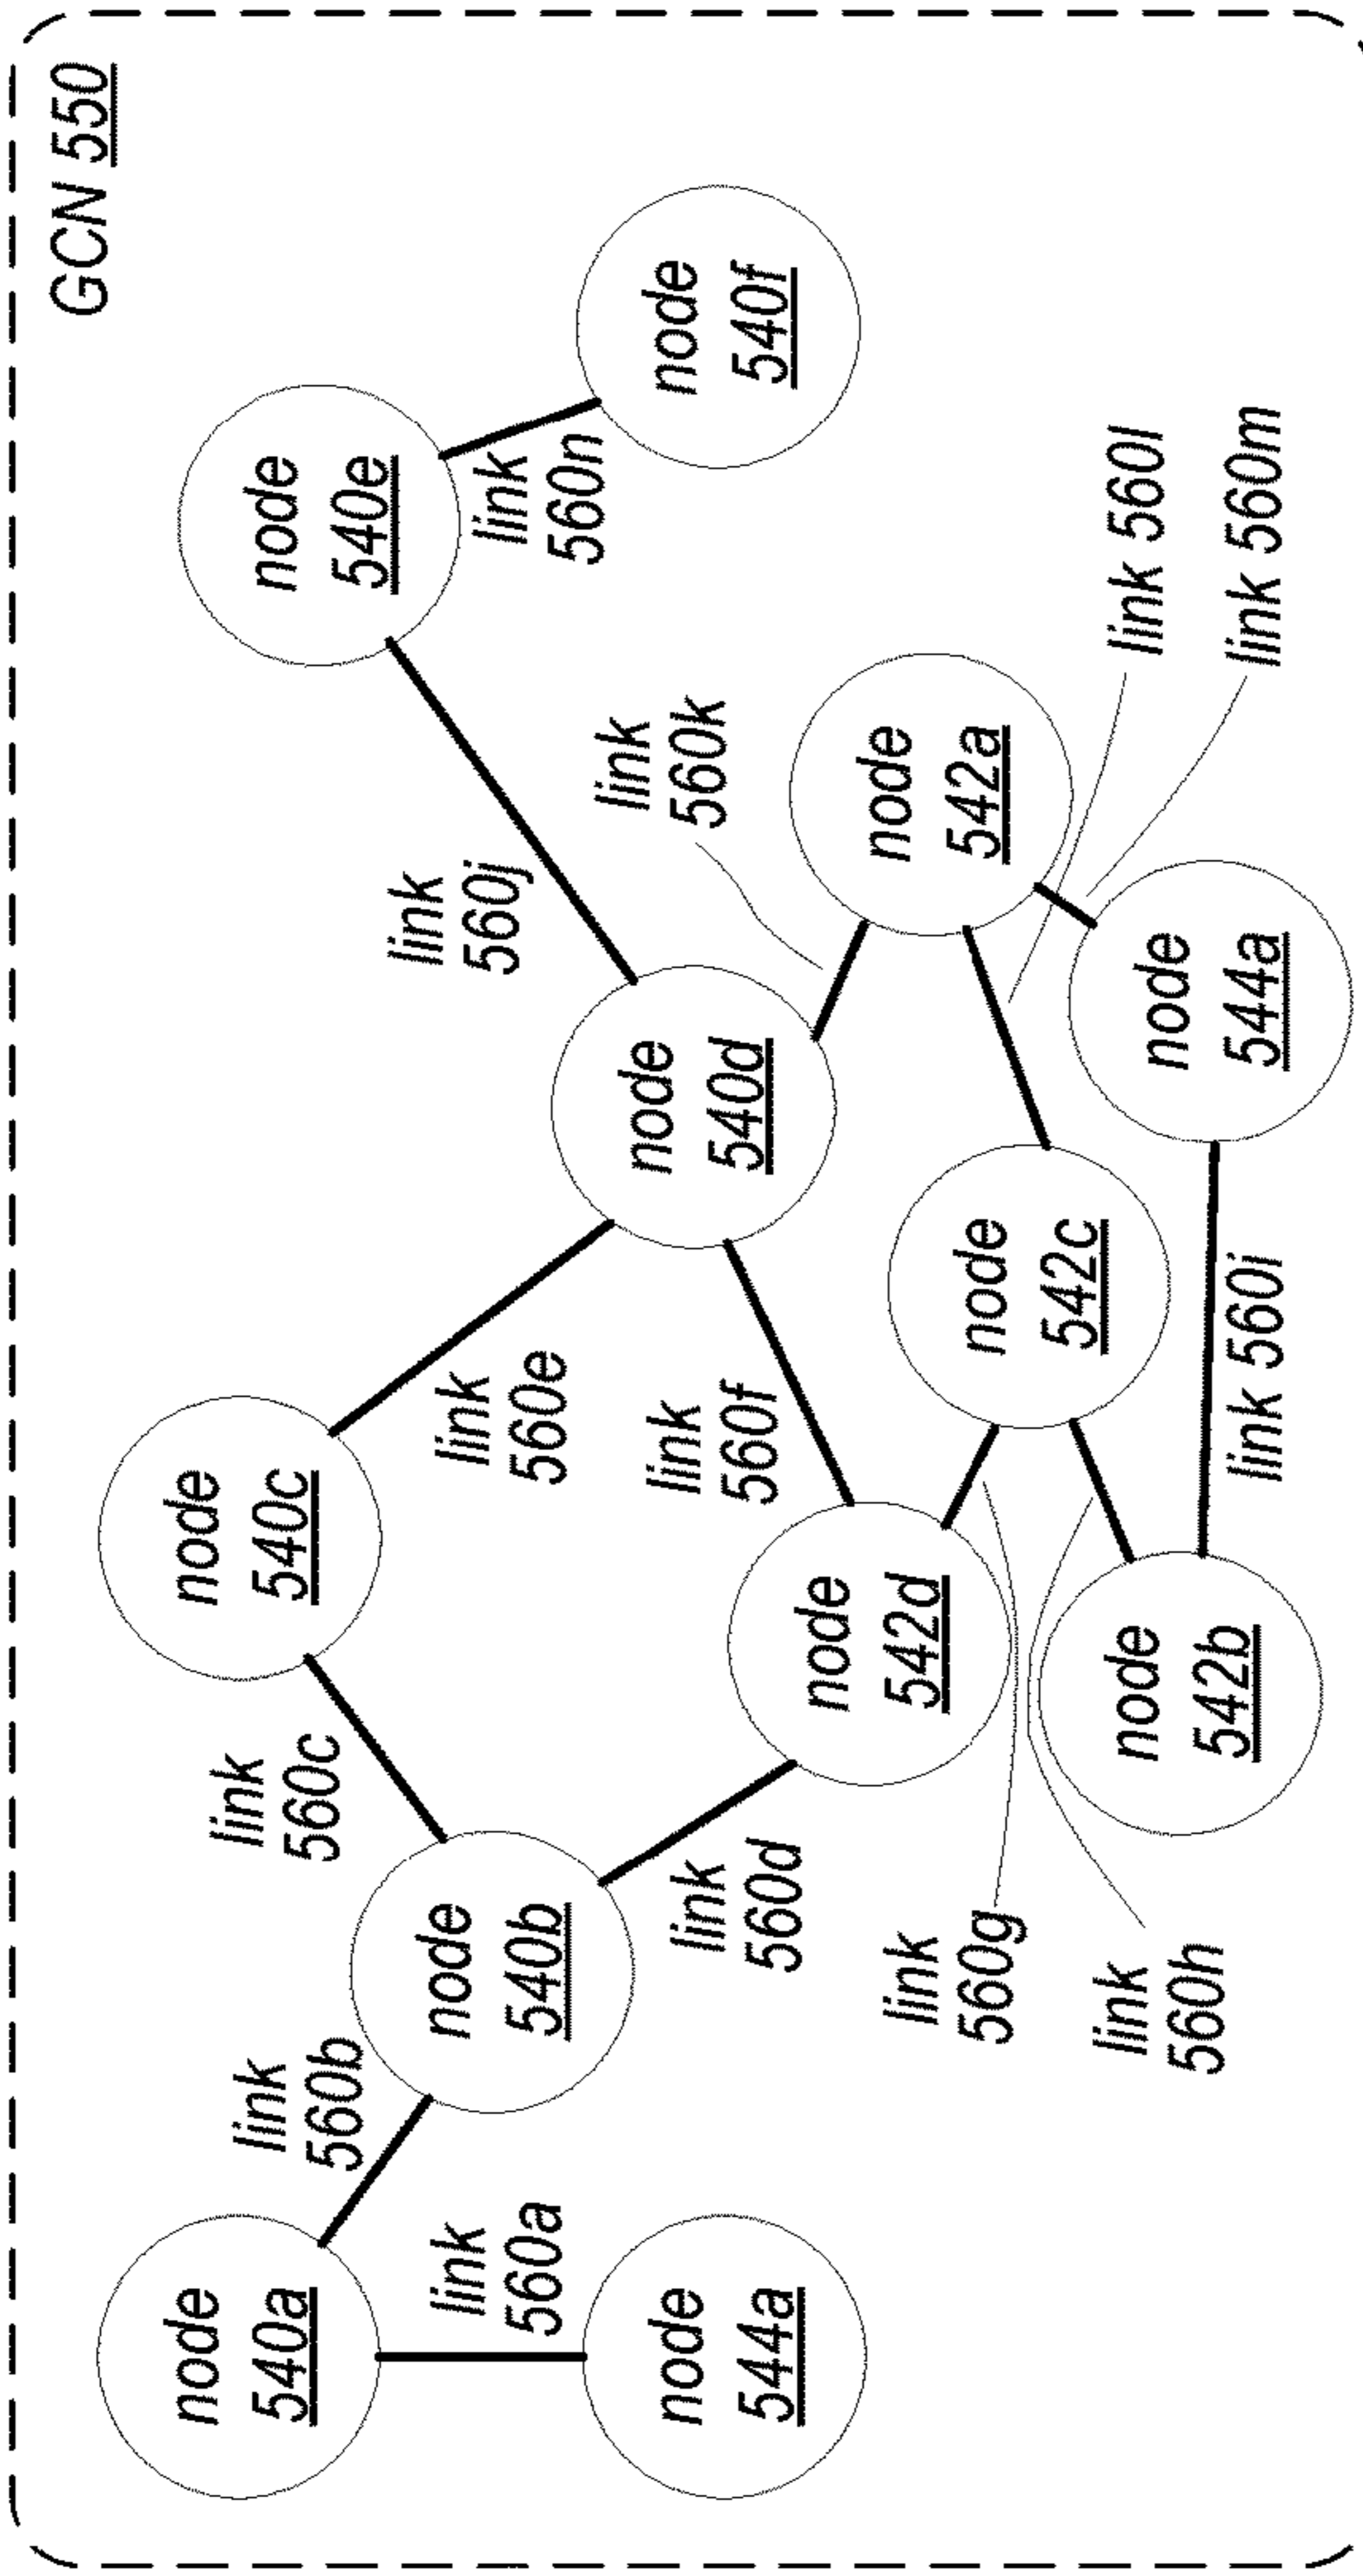 GCN 550
node
540a
link
560a
node
544a
link
560b
node
540b
link
560c
node
540c
link
560d
link
560e
node
540d
link
560f
node
542d
link
560g
link
560h
node
542b
node
542c
link 560i
link
560j
node
540e
link
560n
node
540f
link
560k
node
542a
link 560l
link 560m
node
544a